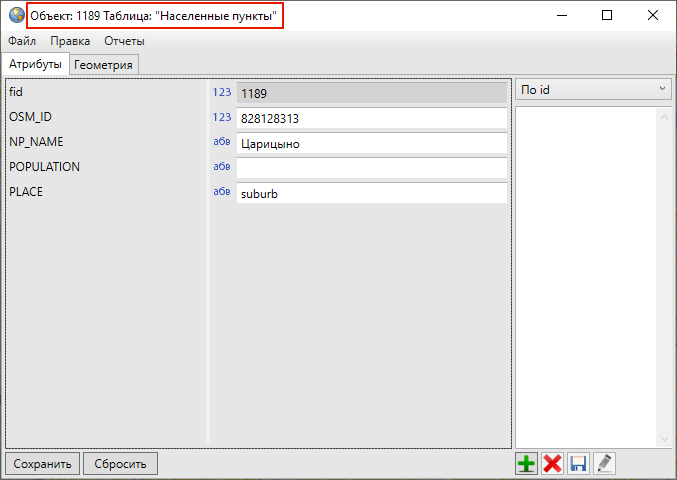 Объект: 1189 Таблица: "Населенные пункты"
Файл Правка Отчеты
Атрибуты Геометрия
fid 123 1189
По id
OSM_ID 123 828128313
NP_NAME абв Царицыно
POPULATION абв
PLACE абв suburb
Сохранить Сбросить